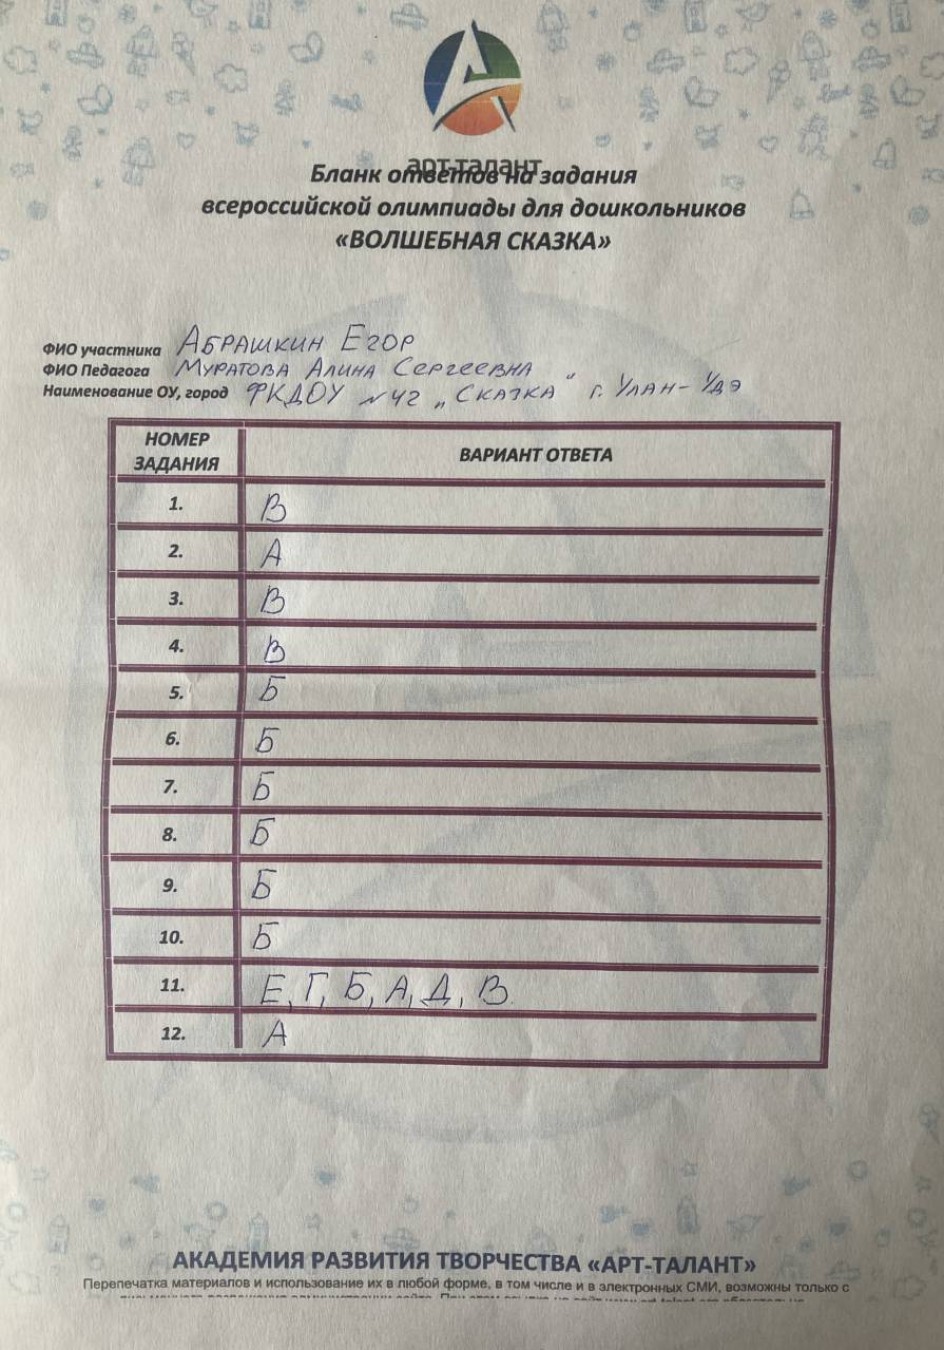 арт-талант
Бланк ответов на задания
всероссийской олимпиады для дошкольников
«ВОЛШЕБНАЯ СКАЗКА»
ФИО участника Абрашкин Егор
ФИО Педагога Муратова Алина Сергеевна
Наименование ОУ, город ФКДОУ №42 „Сказка“ г. Улан-Удэ
НОМЕР ЗАДАНИЯ ВАРИАНТ ОТВЕТА
1. В
2. А
3. В
4. В
5. Б
6. Б
7. Б
8. Б
9. Б
10. Б
11. Е, Г, Б, А, Д, В
12. А
АКАДЕМИЯ РАЗВИТИЯ ТВОРЧЕСТВА «АРТ-ТАЛАНТ»
Перепечатка материалов и использование их в любой форме, в том числе и в электронных СМИ, возможны только с